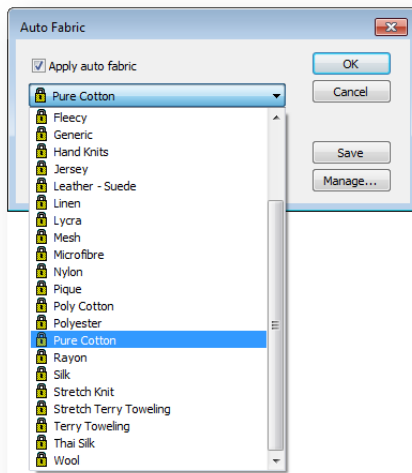 Auto Fabric
Apply auto fabric
OK
Pure Cotton
Cancel
Fleecy
Generic
Hand Knits
Jersey
Save
Leather - Suede
Manage...
Linen
Lycra
Mesh
Microfibre
Nylon
Pique
Poly Cotton
Polyester
Pure Cotton
Rayon
Silk
Stretch Knit
Stretch Terry Toweling
Terry Toweling
Thai Silk
Wool